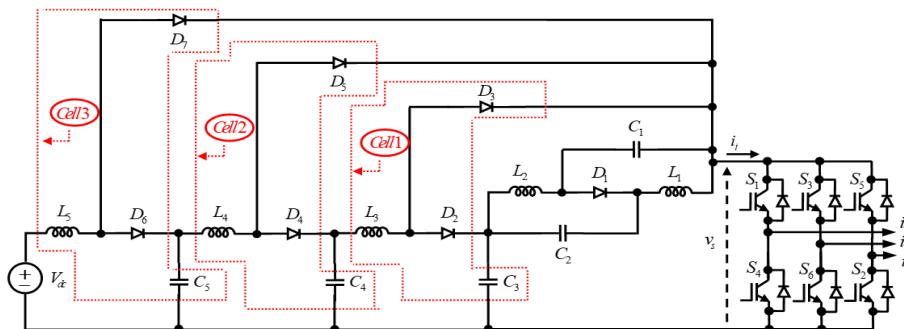 D7
D5
Cell3
Cell2
Cell1
D3
C1
L2
D1
L1
il
S1
S3
S5
L5
D6
L4
D4
L3
D2
C2
vs
i
i
i
Vdc
C5
C4
C3
S4
S6
S2